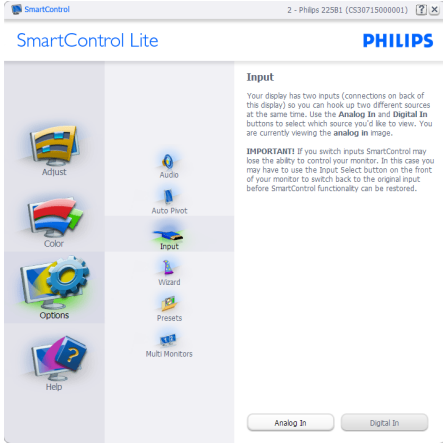 SmartControl
2 - Philips 225B1 (CS30715000001)
SmartControl Lite
PHILIPS
Adjust
Color
Options
Help
Audio
Auto Pivot
Input
Wizard
Presets
Multi Monitors
Input
Your display has two inputs (connections on back of
this display) so you can hook up two different sources
at the same time. Use the Analog In and Digital In
buttons to select which source you'd like to view. You
are currently viewing the analog in image.
IMPORTANT! If you switch inputs SmartControl may
lose the ability to control your monitor. In this case you
may have to use the Input Select button on the front
of your monitor to switch back to the original input
before SmartControl functionality can be restored.
Analog In
Digital In